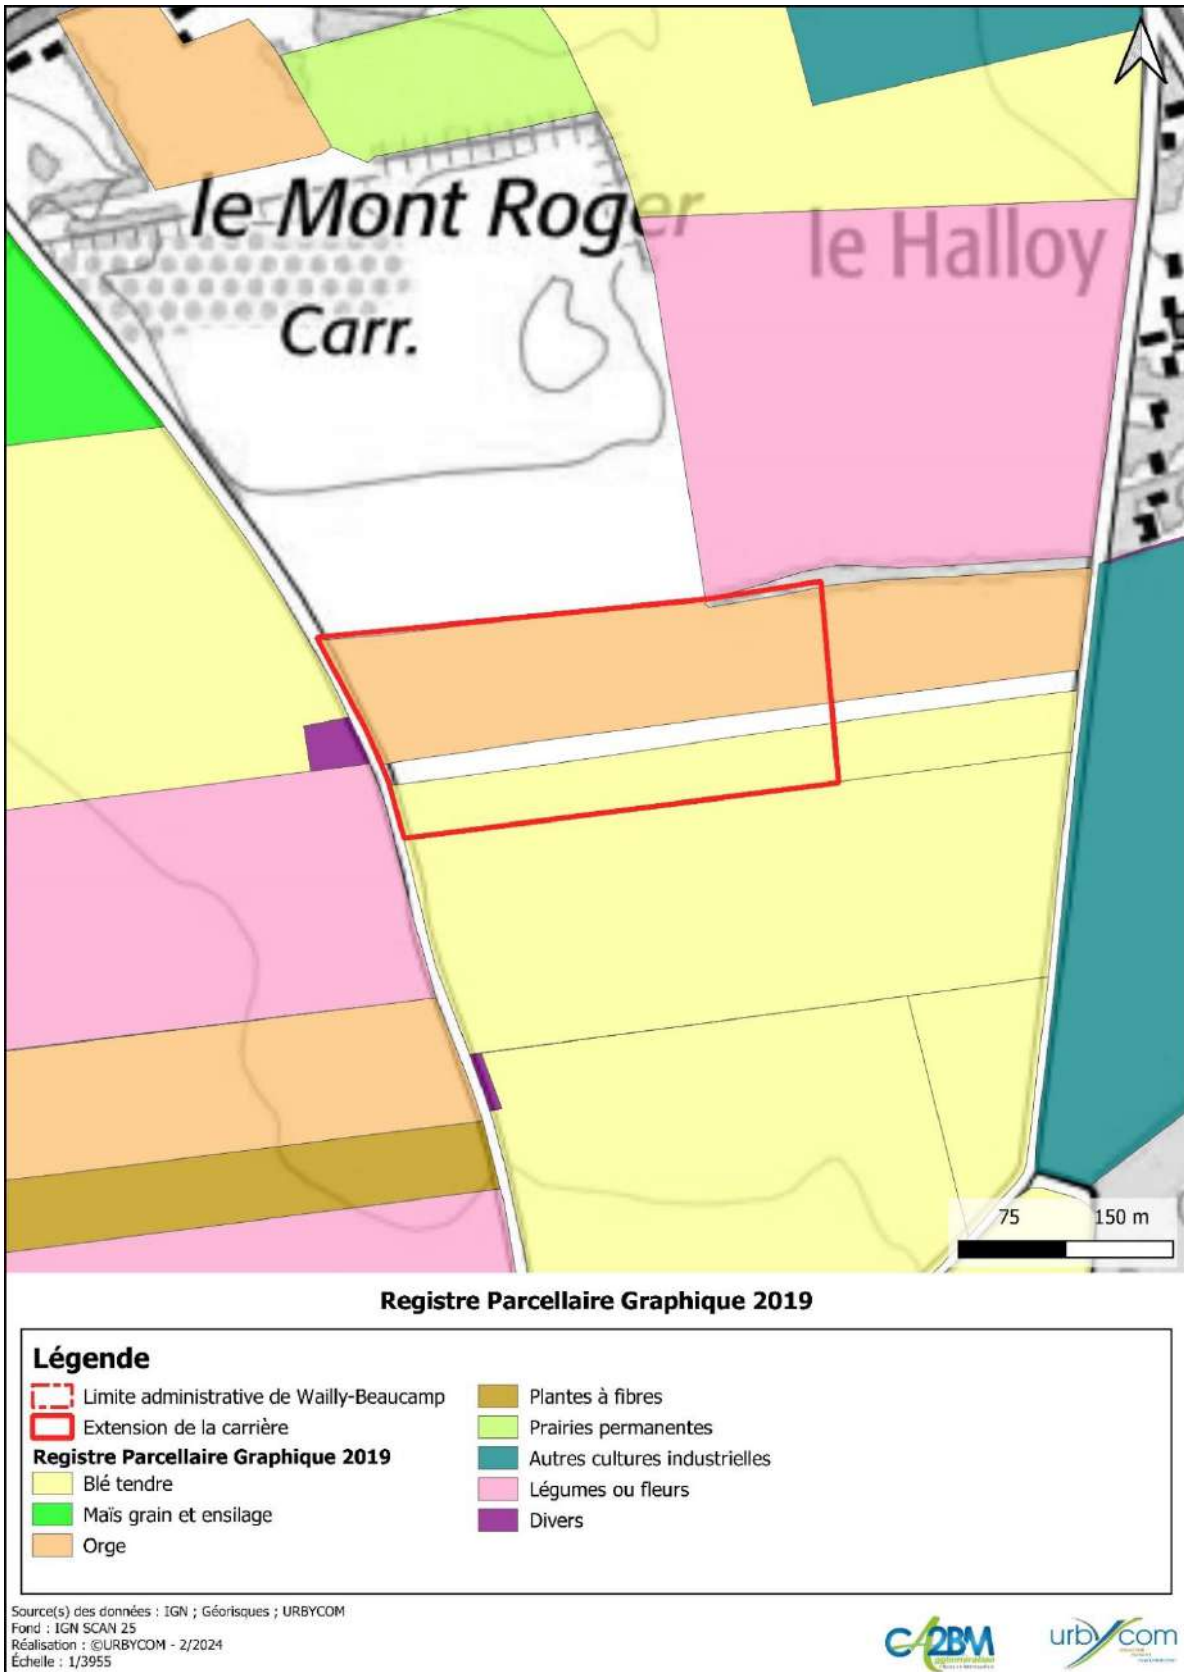 le Mont Roger
le Halloy
Carr.
75 150 m
Registre Parcellaire Graphique 2019
Légende
Limite administrative de Wailly-Beaucamp
Extension de la carrière
Registre Parcellaire Graphique 2019
Blé tendre
Maïs grain et ensilage
Orge
Plantes à fibres
Prairies permanentes
Autres cultures industrielles
Légumes ou fleurs
Divers
Source(s) des données : IGN ; Géorisques ; URBYCOM
Fond : IGN SCAN 25
Réalisation : ©URBYCOM - 2/2024
Échelle : 1/3955
CA2BM
urbycom